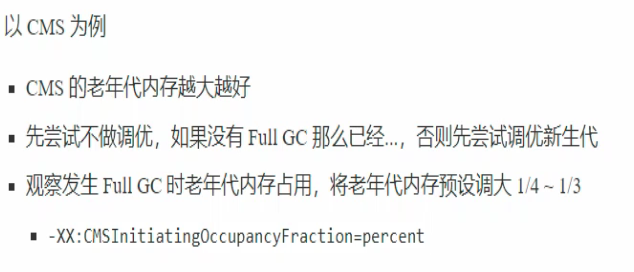 以 CMS 为例
▪ CMS 的老年代内存越大越好
▪ 先尝试不做调优，如果没有 Full GC 那么已经...，否则先尝试调优新生代
▪ 观察发生 Full GC 时老年代内存占用，将老年代内存预设调大 1/4 ~ 1/3
▪ -XX:CMSInitiatingOccupancyFraction=percent